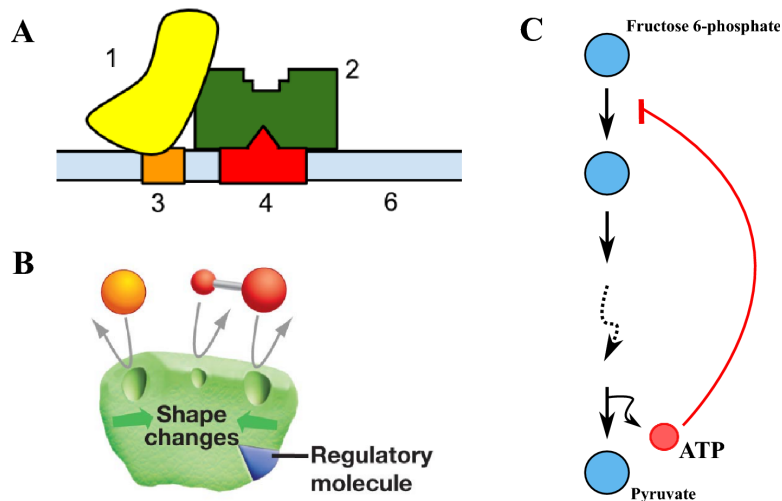 A
1
2
3
4
6
B
Shape
changes
Regulatory
molecule
C
Fructose 6-phosphate
ATP
Pyruvate